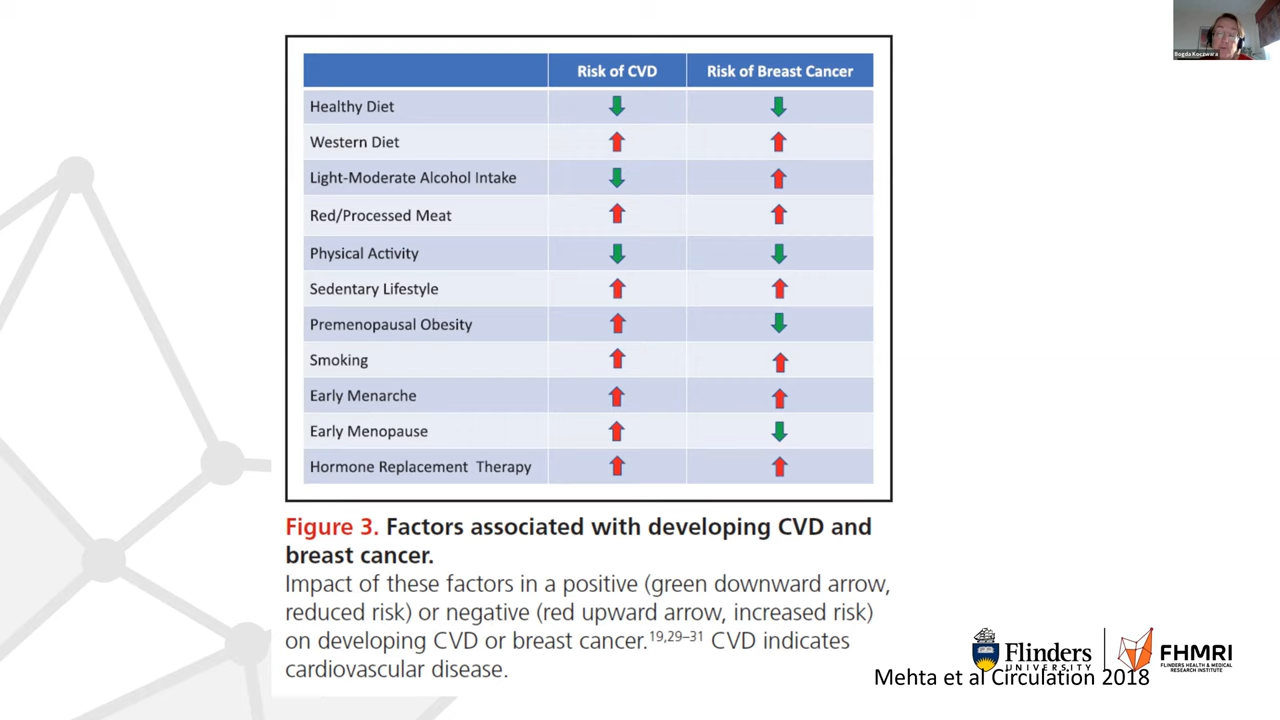 Bogda Koczwara
Risk of CVD Risk of Breast Cancer
Healthy Diet
Western Diet
Light-Moderate Alcohol Intake
Red/Processed Meat
Physical Activity
Sedentary Lifestyle
Premenopausal Obesity
Smoking
Early Menarche
Early Menopause
Hormone Replacement Therapy
Figure 3. Factors associated with developing CVD and
breast cancer.
Impact of these factors in a positive (green downward arrow,
reduced risk) or negative (red upward arrow, increased risk)
on developing CVD or breast cancer.19,29–31 CVD indicates
cardiovascular disease.
Flinders
UNIVERSITY
FHMRI
FLINDERS HEALTH & MEDICAL
RESEARCH INSTITUTE
Mehta et al Circulation 2018